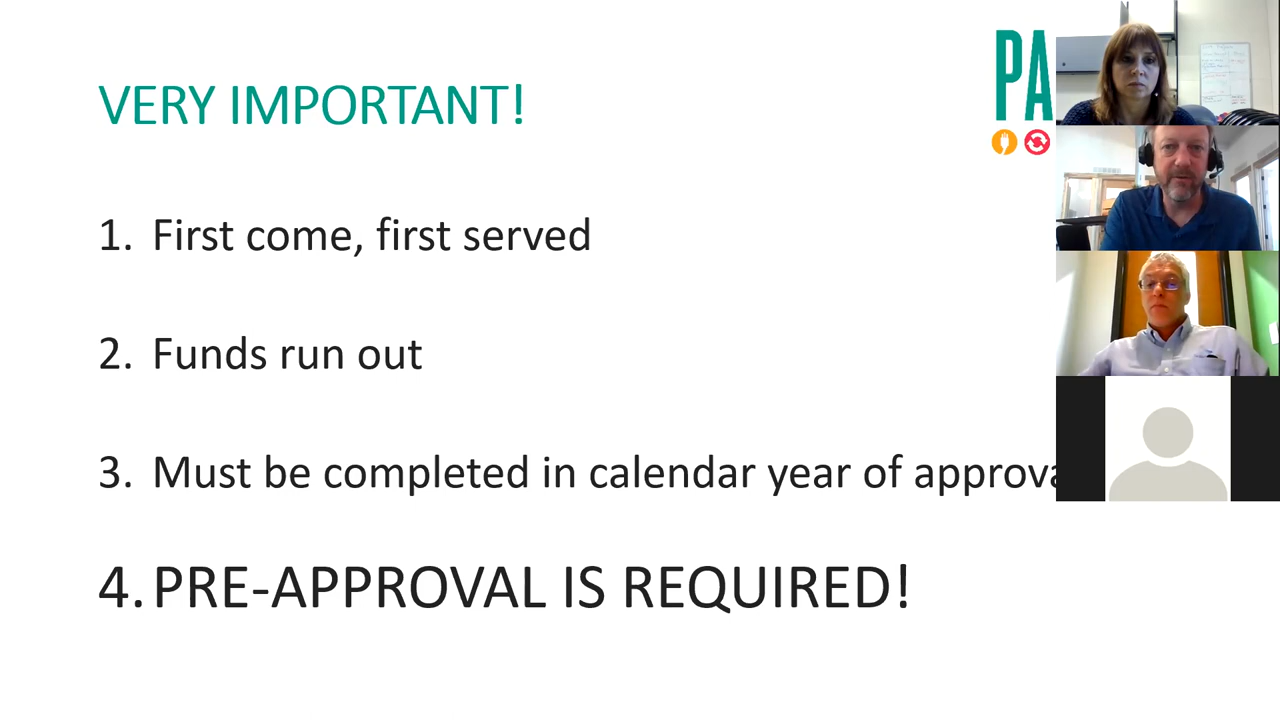 VERY IMPORTANT!
PA
1. First come, first served
2. Funds run out
3. Must be completed in calendar year of approva
4. PRE-APPROVAL IS REQUIRED!